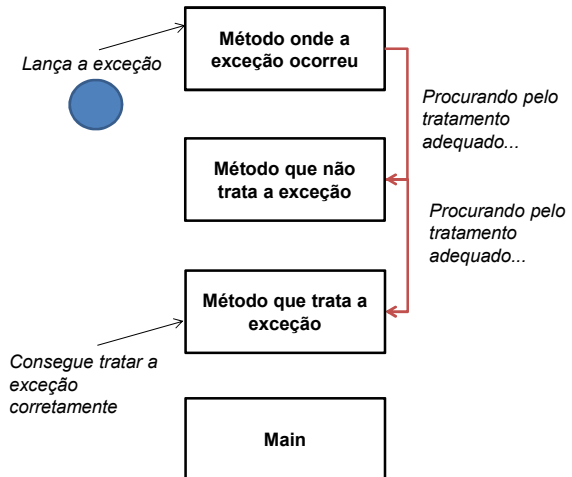 Método onde a
exceção ocorreu
Lança a exceção
Procurando pelo
tratamento
adequado...
Método que não
trata a exceção
Procurando pelo
tratamento
adequado...
Método que trata a
exceção
Consegue tratar a
exceção
corretamente
Main